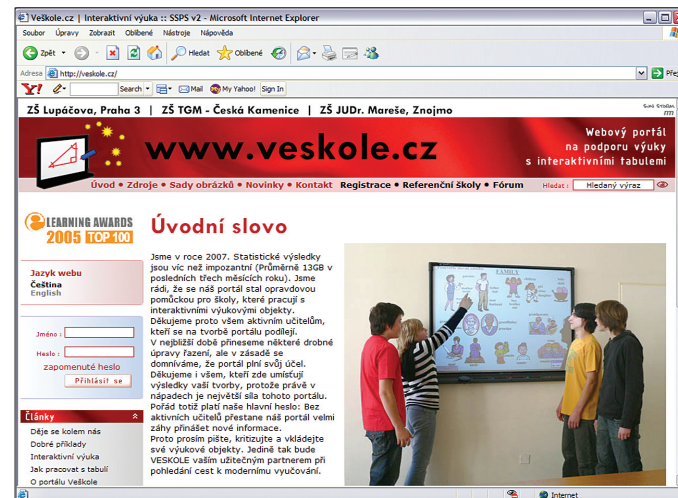 Veškole.cz | Interaktivní výuka :: SSPS v2 - Microsoft Internet Explorer
Soubor Úpravy Zobrazit Oblíbené Nástroje Nápověda
Zpět Hledat Oblíbené
Adresa http://veskole.cz/ Pře
Y! Search Mail My Yahoo! Sign In
ZŠ Lupáčova, Praha 3 | ZŠ TGM - Česká Kamenice | ZŠ JUDr. Mareše, Znojmo
www.veskole.cz
Webový portál
na podporu výuky
s interaktivními tabulemi
Úvod • Zdroje • Sady obrázků • Novinky • Kontakt Registrace • Referenční školy • Fórum Hledat: Hledaný výraz
LEARNING AWARDS
2005 TOP 100
Jazyk webu
Čeština
English
Jméno :
Heslo :
zapomenuté heslo
Přihlásit se
Články
Děje se kolem nás
Dobré příklady
Interaktivní výuka
Jak pracovat s tabulí
O portálu Veškole
Úvodní slovo
Jsme v roce 2007. Statistické výsledky
jsou víc než impozantní (Průměrně 13GB v
posledních třech měsících roku). Jsme
rádi, že se náš portál stal opravdovou
pomůckou pro školy, které pracují s
interaktivními výukovými objekty.
Děkujeme proto všem aktivním učitelům,
kteří se na tvorbě portálu podílejí.
V nejbližší době přineseme některé drobné
úpravy řazení, ale v zásadě se
domníváme, že portál plní svůj účel.
Děkujeme i všem, kteří zde umísťují
výsledky vaší tvorby, protože právě v
nápadech je největší síla tohoto portálu.
Pořád totiž platí naše hlavní heslo: Bez
aktivních učitelů přestane náš portál velmi
záhy přinášet nové informace.
Proto prosím pište, kritizujte a vkládejte
své výukové objekty. Jedině tak bude
VESKOLE vaším užitečným partnerem při
pohledání cest k modernímu vyučování.
FAMILY
Internet